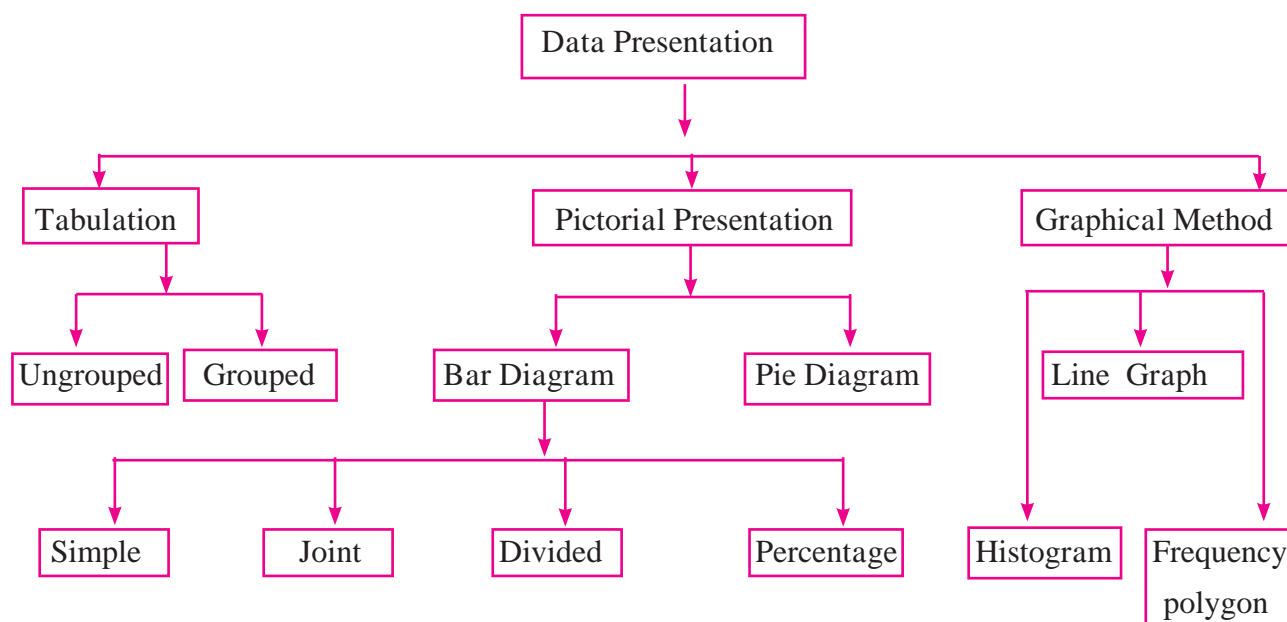 Data Presentation
Tabulation
Pictorial Presentation
Graphical Method
Ungrouped
Grouped
Bar Diagram
Pie Diagram
Line Graph
Simple
Joint
Divided
Percentage
Histogram
Frequency
polygon